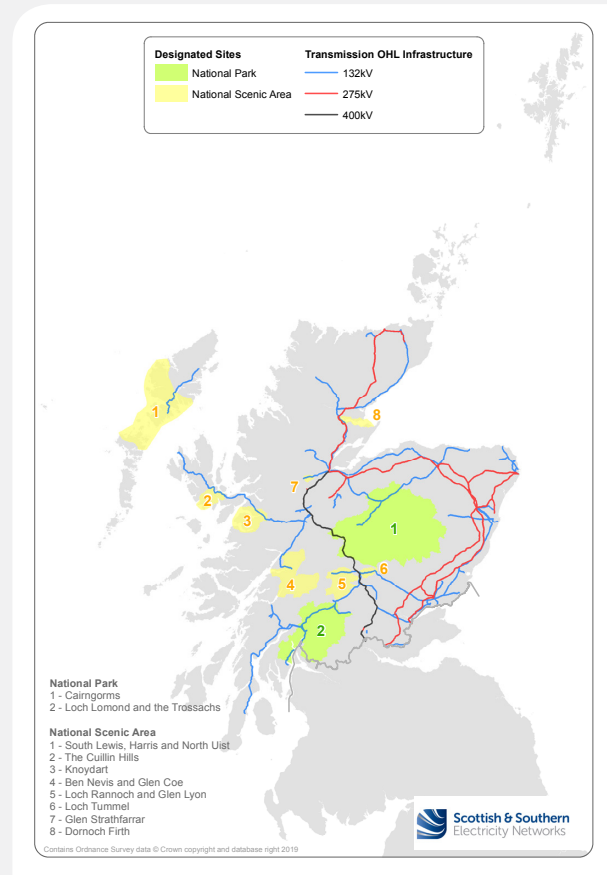 Designated Sites
National Park
National Scenic Area
Transmission OHL Infrastructure
132kV
275kV
400kV
1
8
7
2
3
1
6
4
5
2
National Park
1 - Cairngorms
2 - Loch Lomond and the Trossachs
National Scenic Area
1 - South Lewis, Harris and North Uist
2 - The Cuillin Hills
3 - Knoydart
4 - Ben Nevis and Glen Coe
5 - Loch Rannoch and Glen Lyon
6 - Loch Tummel
7 - Glen Strathfarrar
8 - Dornoch Firth
Contains Ordnance Survey data © Crown copyright and database right 2019
Scottish & Southern
Electricity Networks